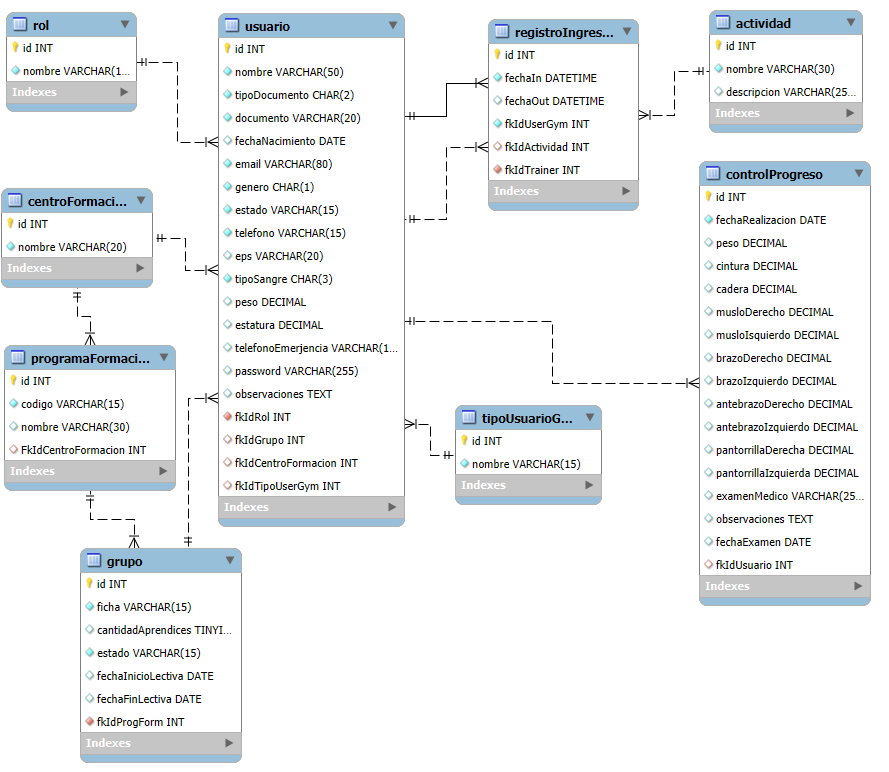 rol
id INT
nombre VARCHAR(1...
Indexes
usuario
id INT
nombre VARCHAR(50)
tipoDocumento CHAR(2)
documento VARCHAR(20)
fechaNacimiento DATE
email VARCHAR(80)
genero CHAR(1)
estado VARCHAR(15)
telefono VARCHAR(15)
eps VARCHAR(20)
tipoSangre CHAR(3)
peso DECIMAL
estatura DECIMAL
telefonoEmerjencia VARCHAR(1...
password VARCHAR(255)
observaciones TEXT
fkIdRol INT
fkIdGrupo INT
fkIdCentroFormacion INT
fkIdTipoUserGym INT
Indexes
registroIngres...
id INT
fechaIn DATETIME
fechaOut DATETIME
fkIdUserGym INT
fkIdActividad INT
fkIdTrainer INT
Indexes
actividad
id INT
nombre VARCHAR(30)
descripcion VARCHAR(25...
Indexes
centroFormaci...
id INT
nombre VARCHAR(20)
Indexes
programaFormaci...
id INT
codigo VARCHAR(15)
nombre VARCHAR(30)
FkIdCentroFormacion INT
Indexes
grupo
id INT
ficha VARCHAR(15)
cantidadAprendices TINYI...
estado VARCHAR(15)
fechaInicioLectiva DATE
fechaFinLectiva DATE
fkIdProgForm INT
Indexes
tipoUsuarioG...
id INT
nombre VARCHAR(15)
Indexes
controlProgreso
id INT
fechaRealizacion DATE
peso DECIMAL
cintura DECIMAL
cadera DECIMAL
musloDerecho DECIMAL
musloIsquierdo DECIMAL
brazoDerecho DECIMAL
brazoIzquierdo DECIMAL
antebrazoDerecho DECIMAL
antebrazoIzquierdo DECIMAL
pantorrillaDerecha DECIMAL
pantorrillaIzquierda DECIMAL
examenMedico VARCHAR(25...
observaciones TEXT
fechaExamen DATE
fkIdUsuario INT
Indexes